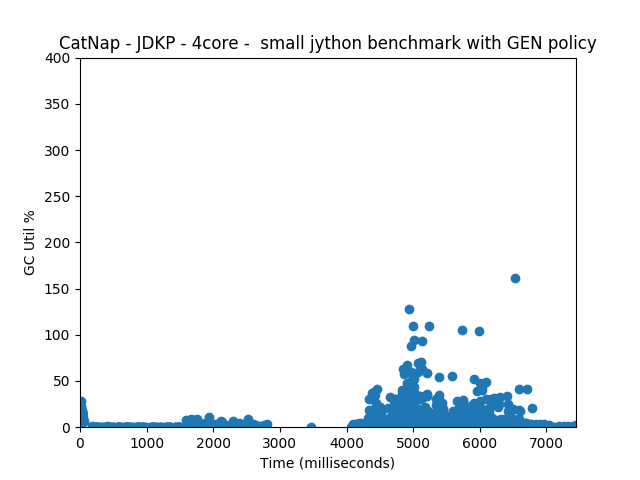 CatNap - JDKP - 4core -  small jython benchmark with GEN policy
400
350
300
250
200
150
100
50
0
GC Util %
0 1000 2000 3000 4000 5000 6000 7000
Time (milliseconds)